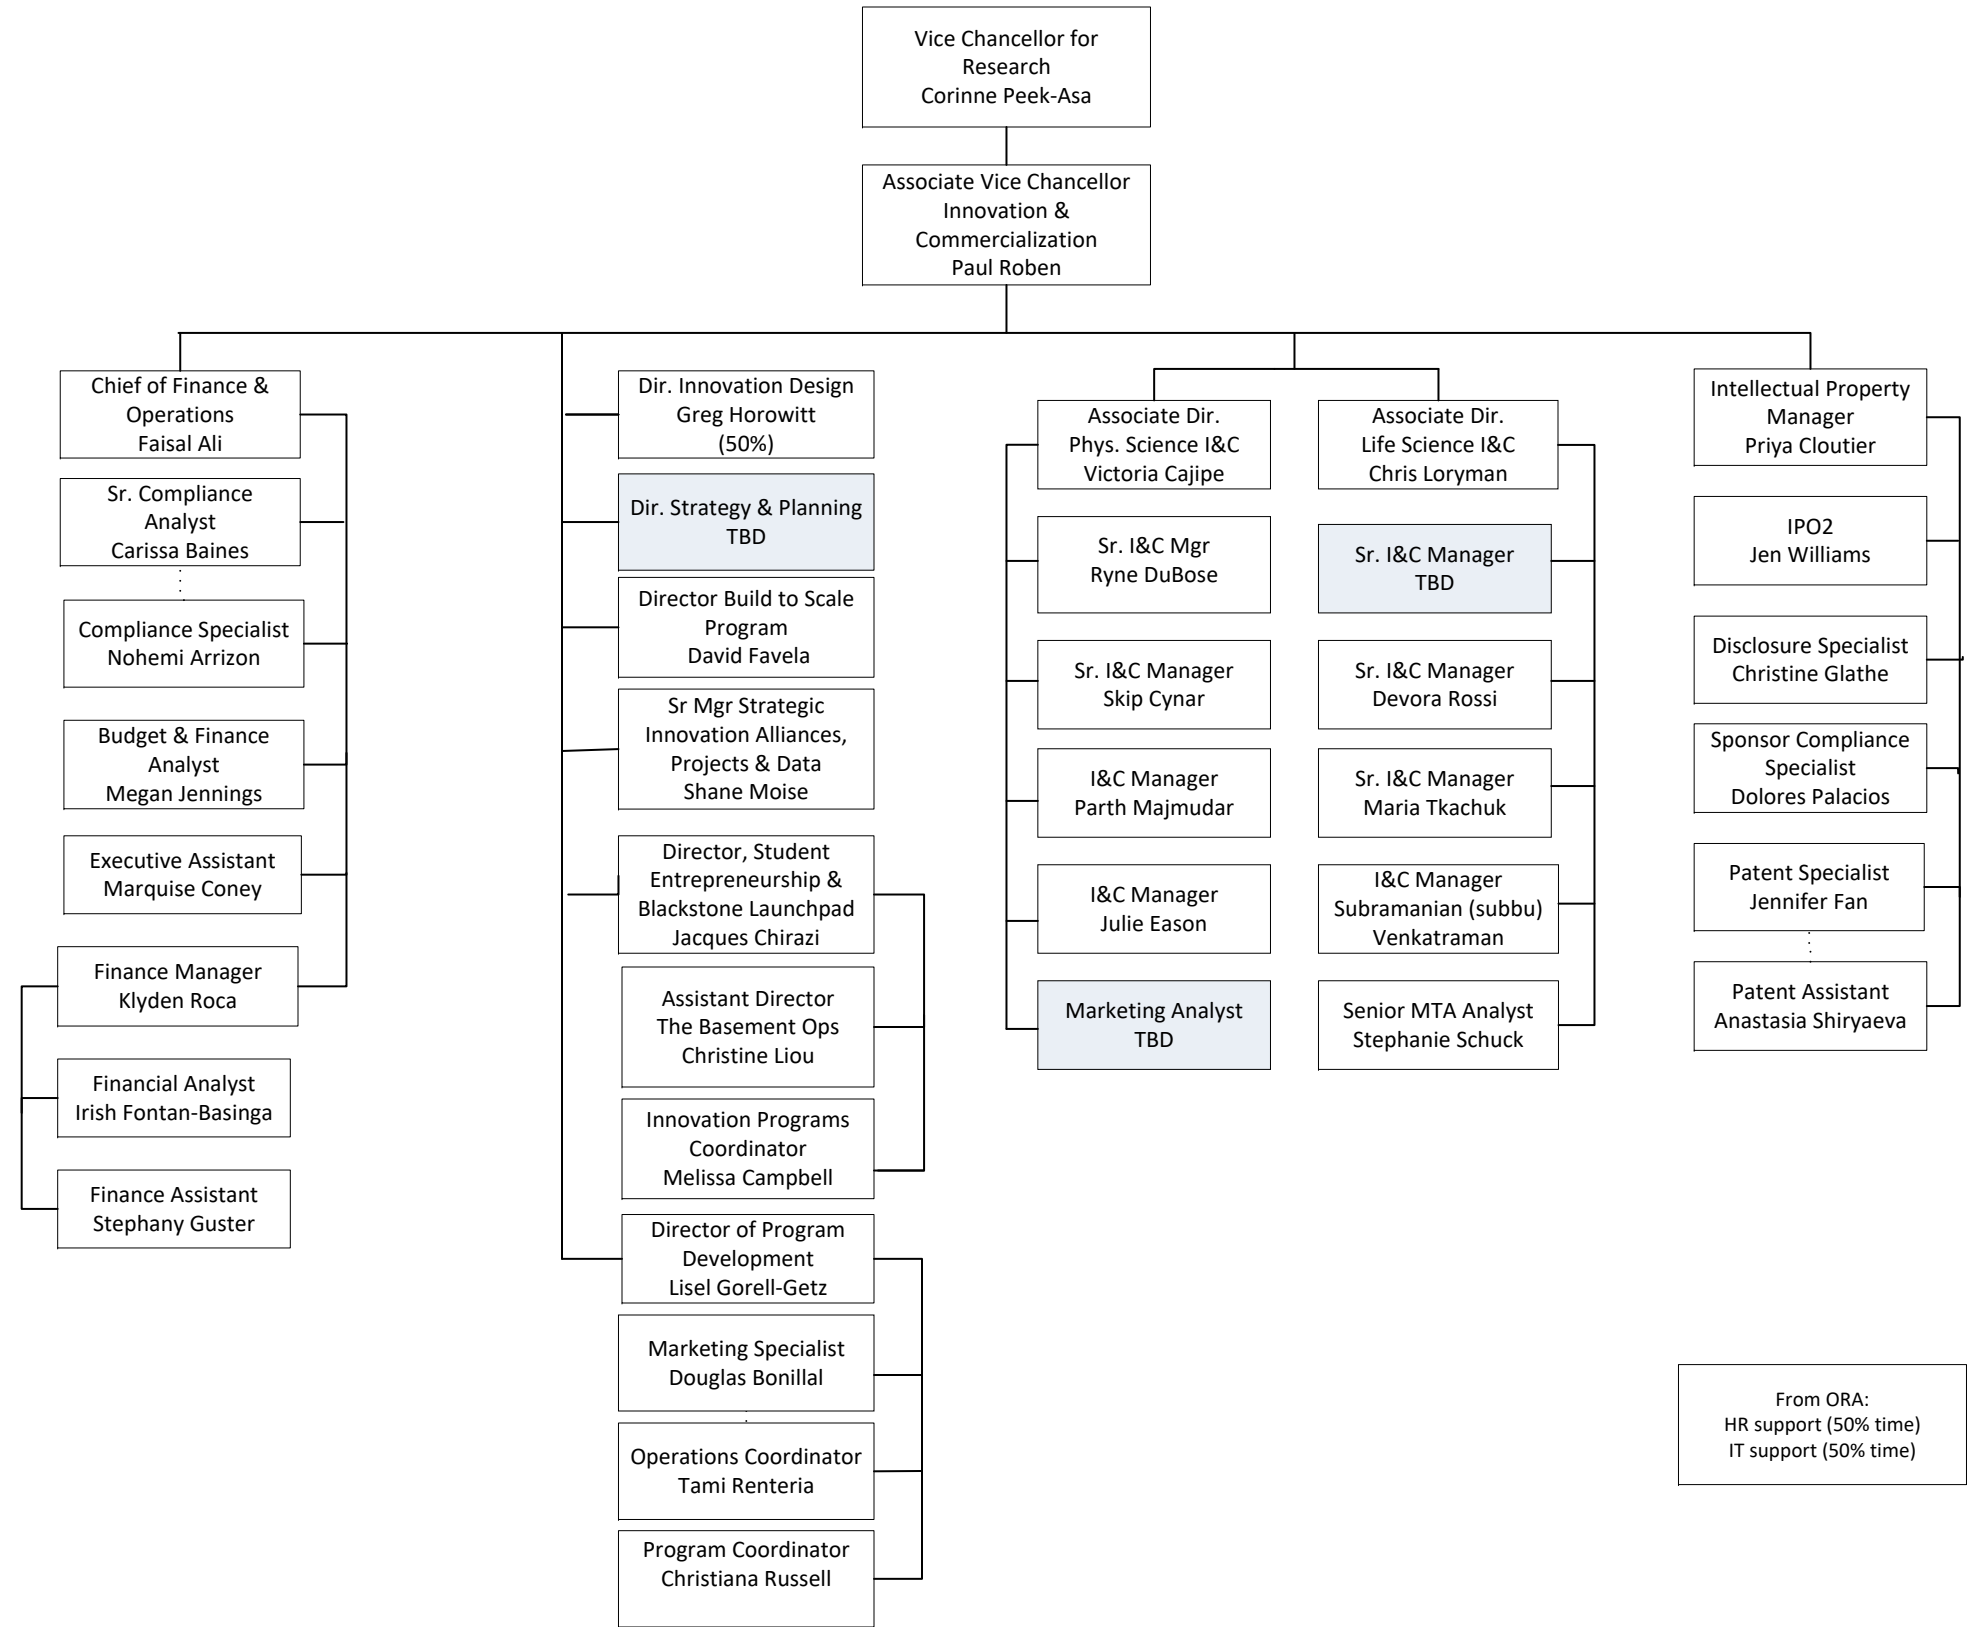 Vice Chancellor for
Research
Corinne Peek-Asa
Associate Vice Chancellor
Innovation &
Commercialization
Paul Roben
Chief of Finance &
Operations
Faisal Ali
Sr. Compliance
Analyst
Carissa Baines
Compliance Specialist
Nohemi Arrizon
Budget & Finance
Analyst
Megan Jennings
Executive Assistant
Marquise Coney
Finance Manager
Klyden Roca
Financial Analyst
Irish Fontan-Basinga
Finance Assistant
Stephany Guster
Dir. Innovation Design
Greg Horowitt
(50%)
Dir. Strategy & Planning
TBD
Director Build to Scale
Program
David Favela
Sr Mgr Strategic
Innovation Alliances,
Projects & Data
Shane Moise
Director, Student
Entrepreneurship &
Blackstone Launchpad
Jacques Chirazi
Assistant Director
The Basement Ops
Christine Liou
Innovation Programs
Coordinator
Melissa Campbell
Director of Program
Development
Lisel Gorell-Getz
Marketing Specialist
Douglas Bonillal
Operations Coordinator
Tami Renteria
Program Coordinator
Christiana Russell
Associate Dir.
Phys. Science I&C
Victoria Cajipe
Sr. I&C Mgr
Ryne DuBose
Sr. I&C Manager
Skip Cynar
I&C Manager
Parth Majmudar
I&C Manager
Julie Eason
Marketing Analyst
TBD
Associate Dir.
Life Science I&C
Chris Loryman
Sr. I&C Manager
TBD
Sr. I&C Manager
Devora Rossi
Sr. I&C Manager
Maria Tkachuk
I&C Manager
Subramanian (subbu)
Venkatraman
Senior MTA Analyst
Stephanie Schuck
Intellectual Property
Manager
Priya Cloutier
IPO2
Jen Williams
Disclosure Specialist
Christine Glathe
Sponsor Compliance
Specialist
Dolores Palacios
Patent Specialist
Jennifer Fan
Patent Assistant
Anastasia Shiryaeva
From ORA:
HR support (50% time)
IT support (50% time)